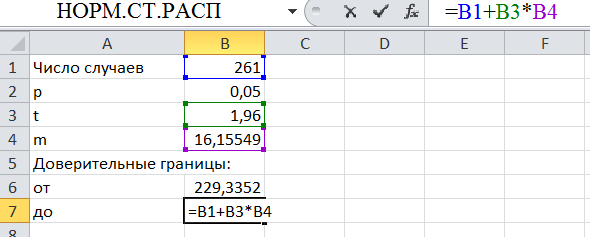 НОРМ.СТ.РАСП =B1+B3*B4
A B C D E F
1 Число случаев 261
2 p 0,05
3 t 1,96
4 m 16,15549
5 Доверительные границы:
6 от 229,3352
7 до =B1+B3*B4
8